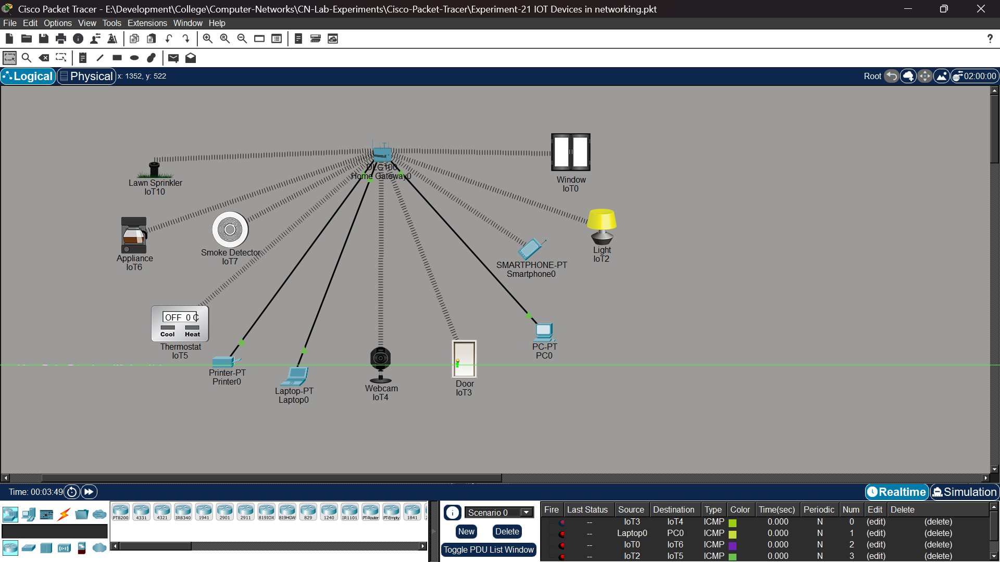 Cisco Packet Tracer - E:\Development\College\Computer-Networks\CN-Lab-Experiments\Cisco-Packet-Tracer\Experiment-21 IOT Devices in networking.pkt
File Edit Options View Tools Extensions Window Help
?
Logical Physical x: 1352, y: 522 Root 02:00:00
DLC100
Home Gateway0
Lawn Sprinkler
IoT10
Window
IoT0
Appliance
IoT6
Smoke Detector
IoT7
Light
IoT2
SMARTPHONE-PT
Smartphone0
OFF 0 C
Cool Heat
Thermostat
IoT5
PC-PT
PC0
Printer-PT
Printer0
Laptop-PT
Laptop0
Webcam
IoT4
Door
IoT3
Time: 00:03:49 Realtime Simulation
PT8200 4331 4321 IR8340 1941 2901 2911 819IOX 819HGW 829 1240 IR1101 PT-Router PT-Empty 1841
Scenario 0
New Delete
Toggle PDU List Window
Fire Last Status Source Destination Type Color Time(sec) Periodic Num Edit Delete
-- IoT3 IoT4 ICMP 0.000 N 0 (edit) (delete)
-- Laptop0 PC0 ICMP 0.000 N 1 (edit) (delete)
-- IoT0 IoT6 ICMP 0.000 N 2 (edit) (delete)
-- IoT2 IoT5 ICMP 0.000 N 3 (edit) (delete)